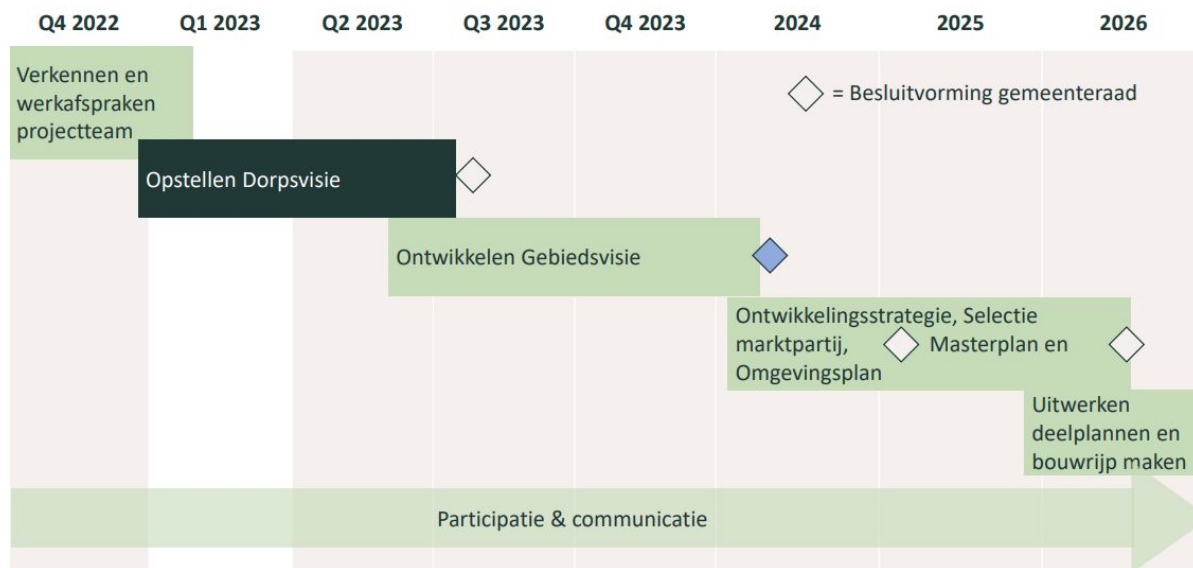 Q4 2022 Q1 2023 Q2 2023 Q3 2023 Q4 2023 2024 2025 2026
Verkennen en
werkafspraken
projectteam
= Besluitvorming gemeenteraad
Opstellen Dorpsvisie
Ontwikkelen Gebiedsvisie
Ontwikkelingsstrategie, Selectie
marktpartij, Masterplan en
Omgevingsplan
Uitwerken
deelplannen en
bouwrijp maken
Participatie & communicatie